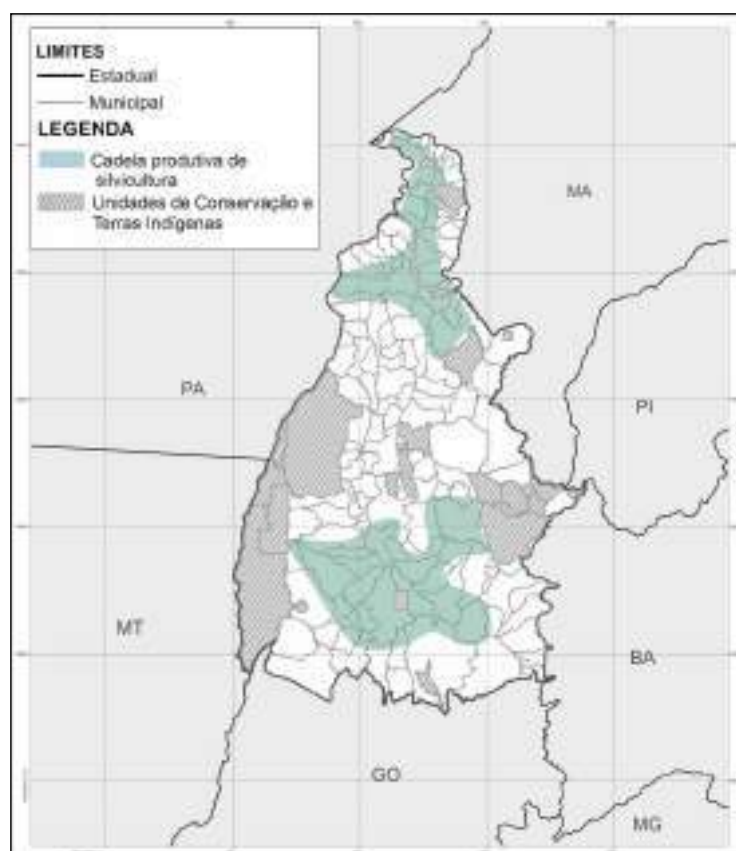 LIMITES
Estadual
Municipal
LEGENDA
Cadeia produtiva de
silvicultura
Unidades de Conservação e
Terras Indígenas
MA
PA
PI
MT
BA
GO
MG